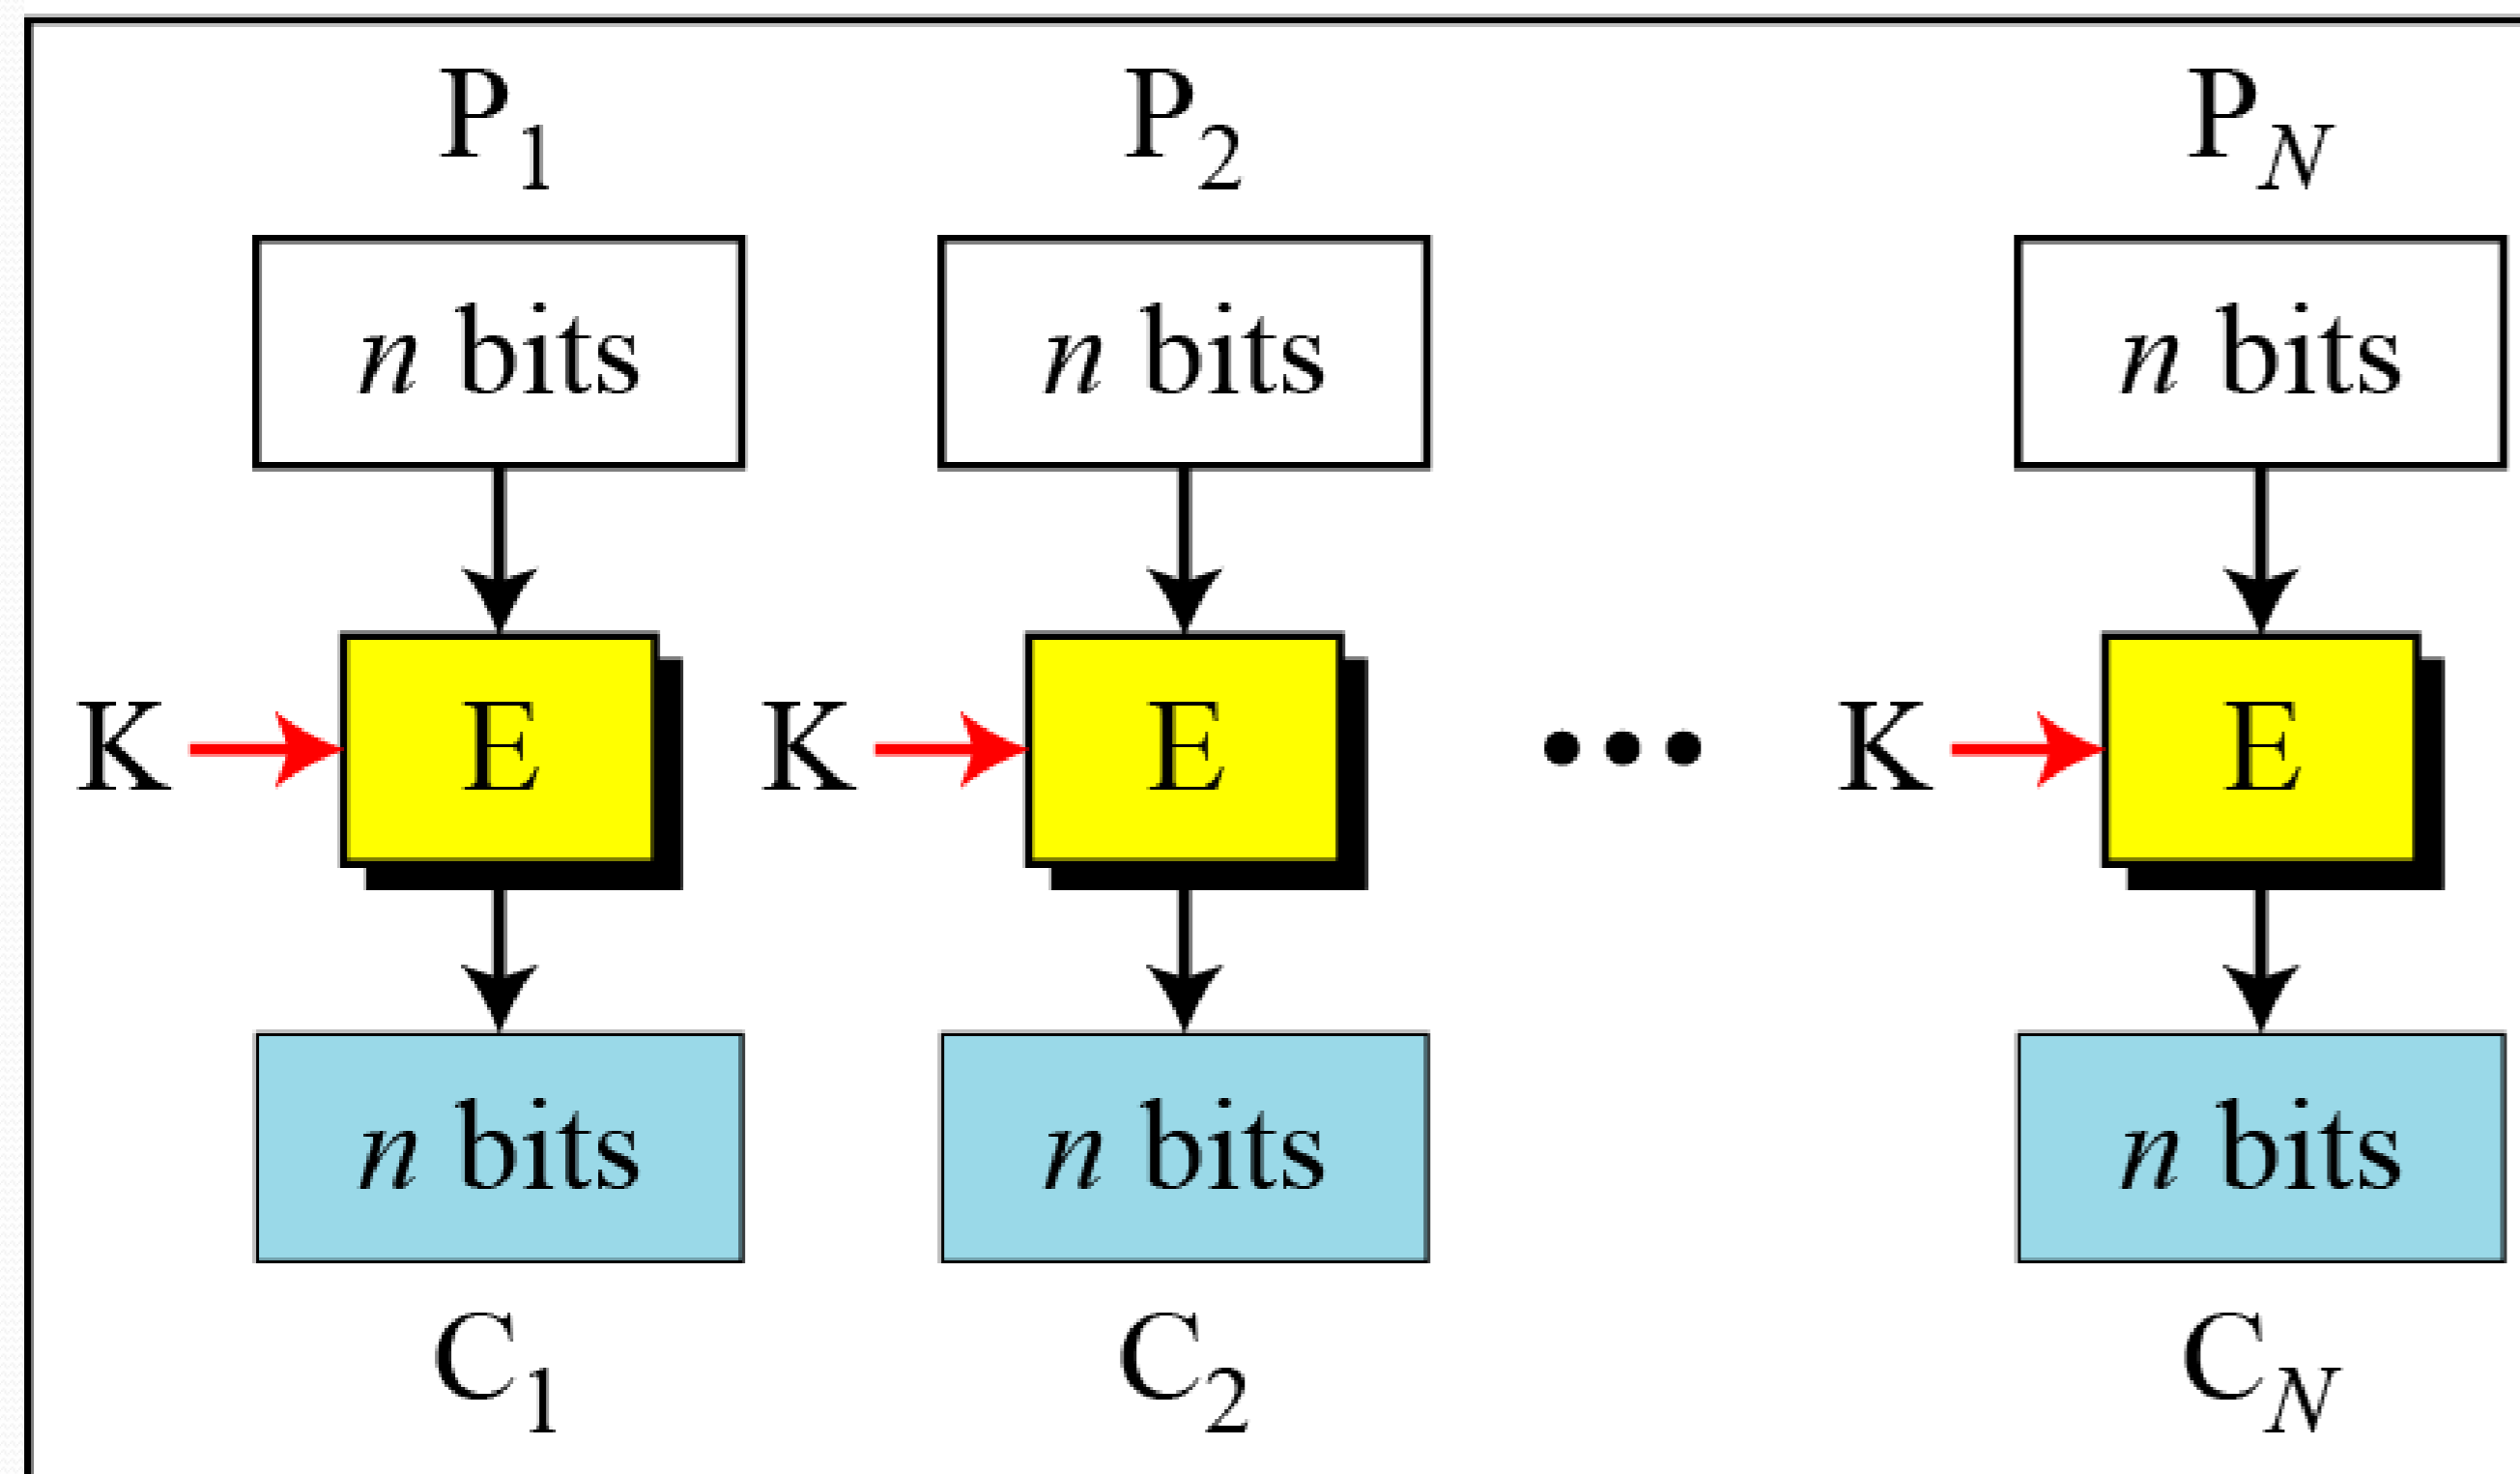 P1 P2 PN
n bits n bits n bits
K E K E ••• K E
n bits n bits n bits
C1 C2 CN